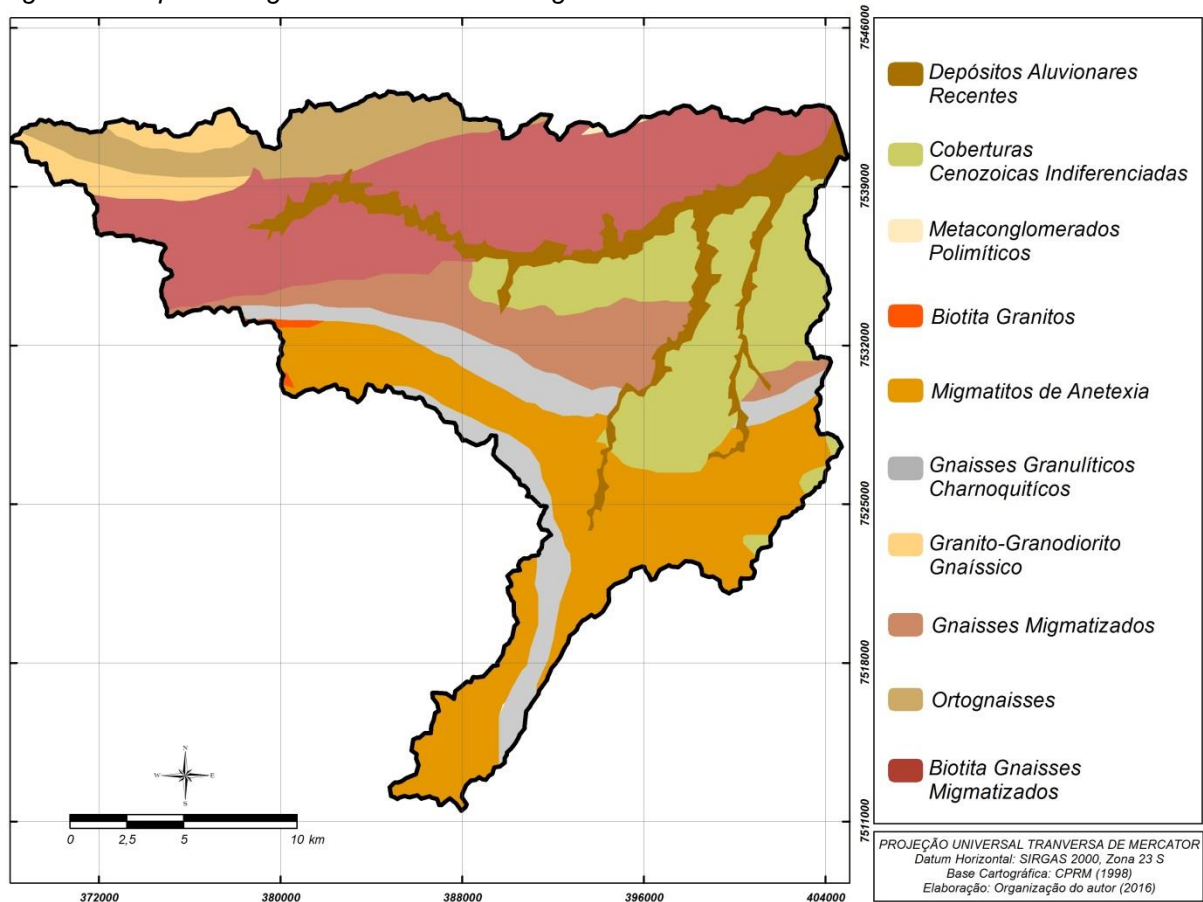 7546000
7539000
7532000
7525000
7518000
7511000
N
W E
S
0 2,5 5 10 km
372000 380000 388000 396000 404000
Depósitos Aluvionares
Recentes
Coberturas
Cenozoicas Indiferenciadas
Metaconglomerados
Polimíticos
Biotita Granitos
Migmatitos de Anetexia
Gnaisses Granulíticos
Charnoquitícos
Granito-Granodiorito
Gnaíssico
Gnaisses Migmatizados
Ortognaisses
Biotita Gnaisses
Migmatizados
PROJEÇÃO UNIVERSAL TRANVERSA DE MERCATOR
Datum Horizontal: SIRGAS 2000, Zona 23 S
Base Cartográfica: CPRM (1998)
Elaboração: Organização do autor (2016)